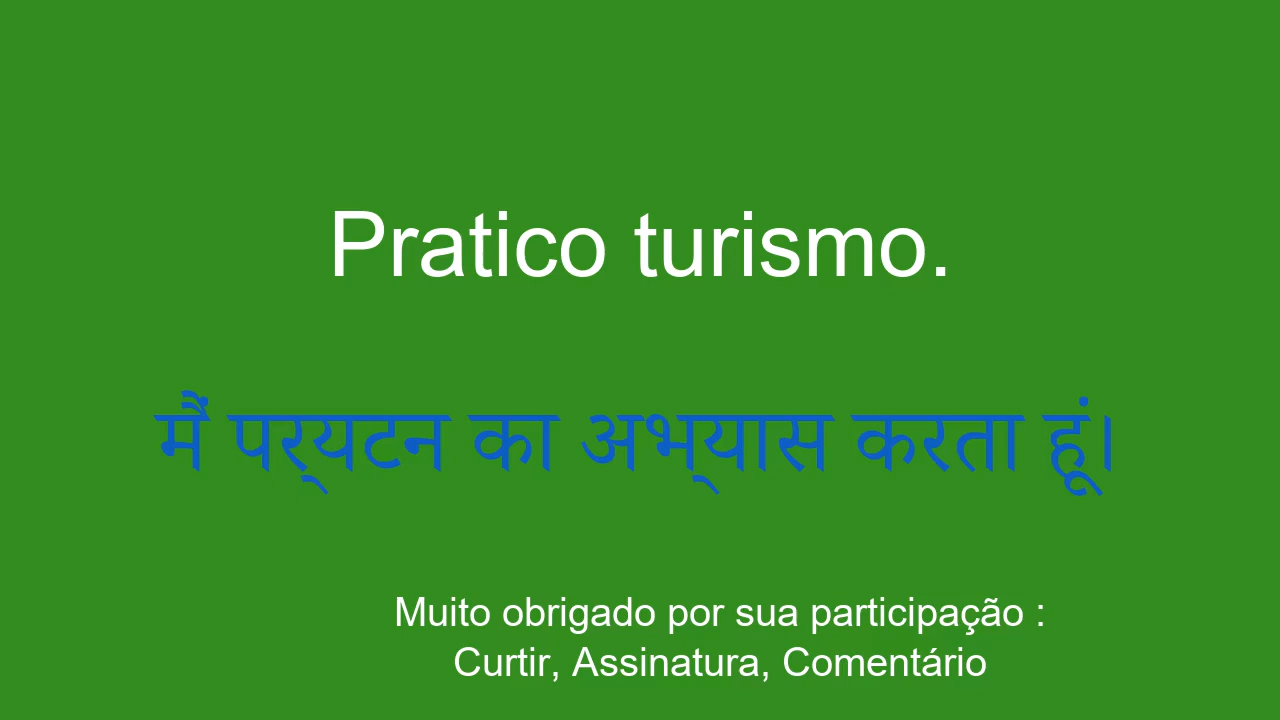 Pratico turismo.
मैं पर्यटन का अभ्यास करता हूं।
Muito obrigado por sua participação :
Curtir, Assinatura, Comentário